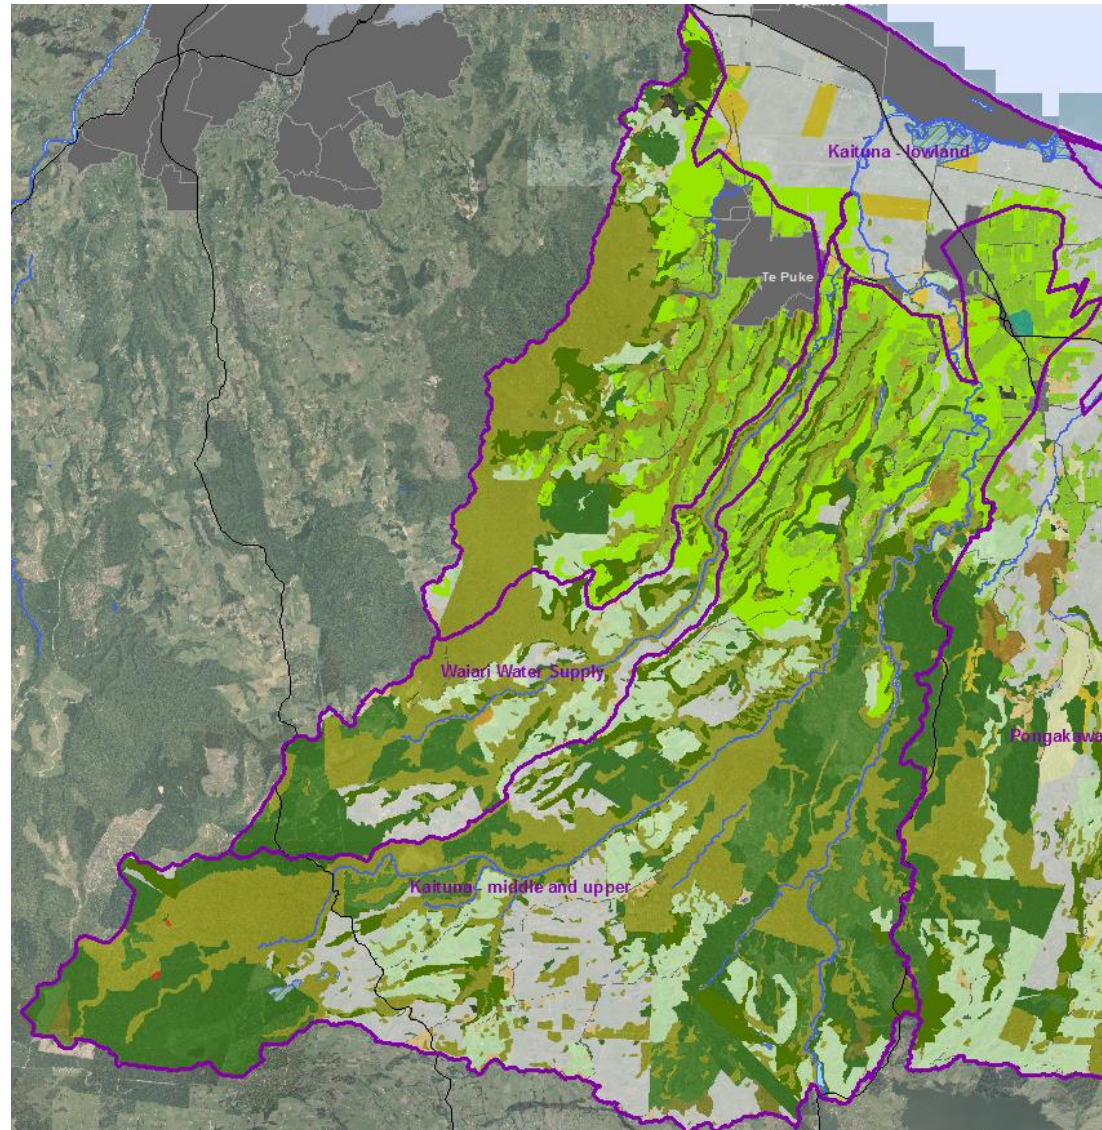 Kaituna - lowland
Te Puke
Waiari Water Supply
Pongakawa
Kaituna - middle and upper